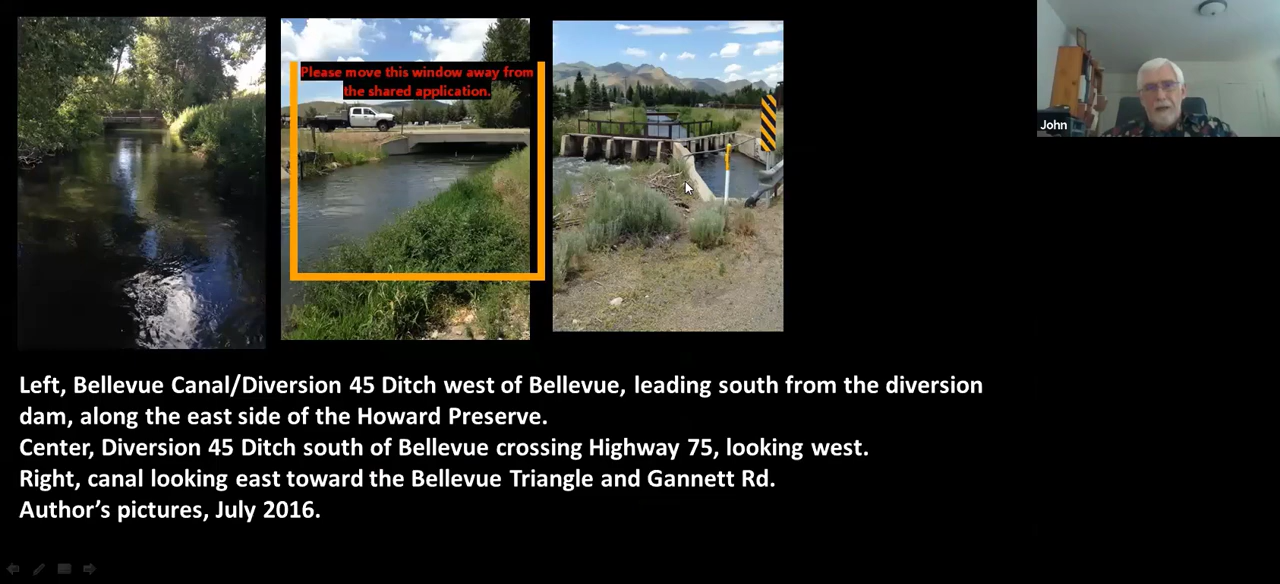 Please move this window away from
the shared application.
John
Left, Bellevue Canal/Diversion 45 Ditch west of Bellevue, leading south from the diversion
dam, along the east side of the Howard Preserve.
Center, Diversion 45 Ditch south of Bellevue crossing Highway 75, looking west.
Right, canal looking east toward the Bellevue Triangle and Gannett Rd.
Author’s pictures, July 2016.